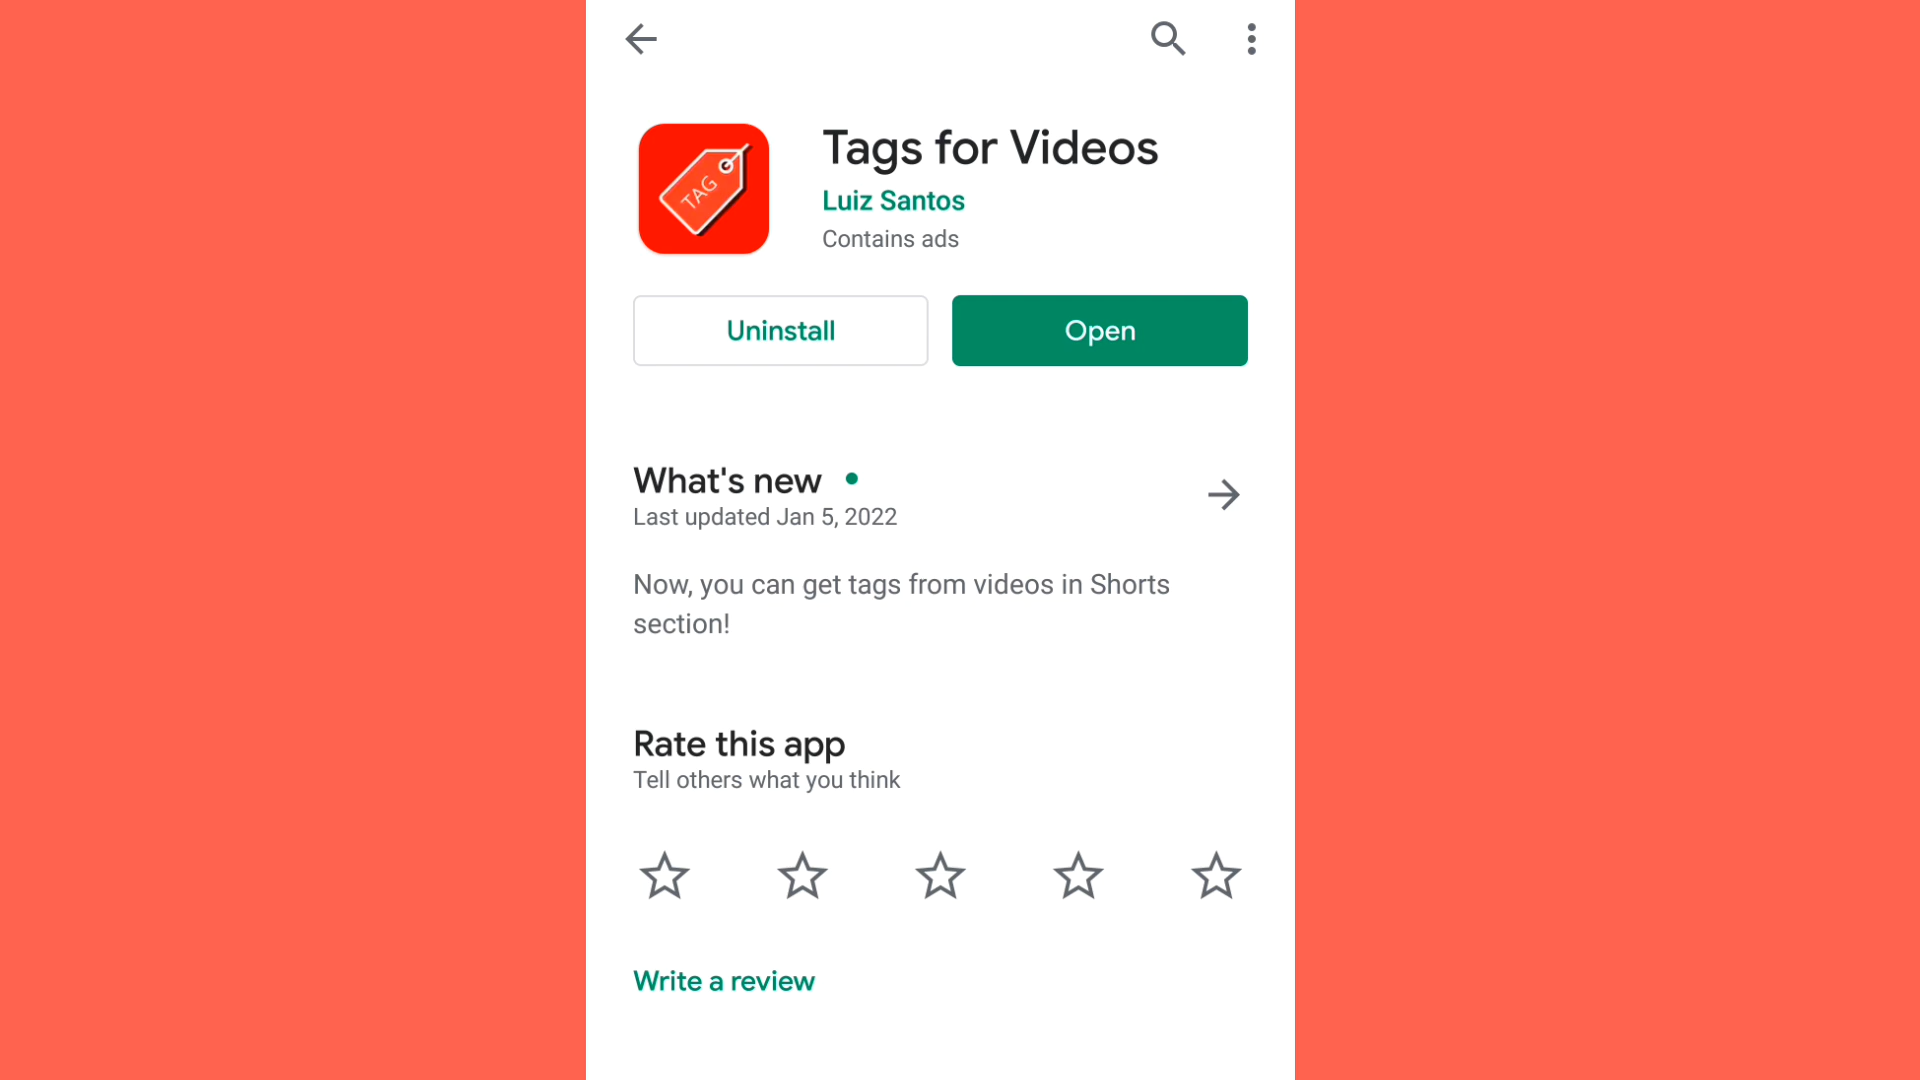 Tags for Videos
TAG
Luiz Santos
Contains ads
Uninstall
Open
What's new
Last updated Jan 5, 2022
Now, you can get tags from videos in Shorts
section!
Rate this app
Tell others what you think
Write a review